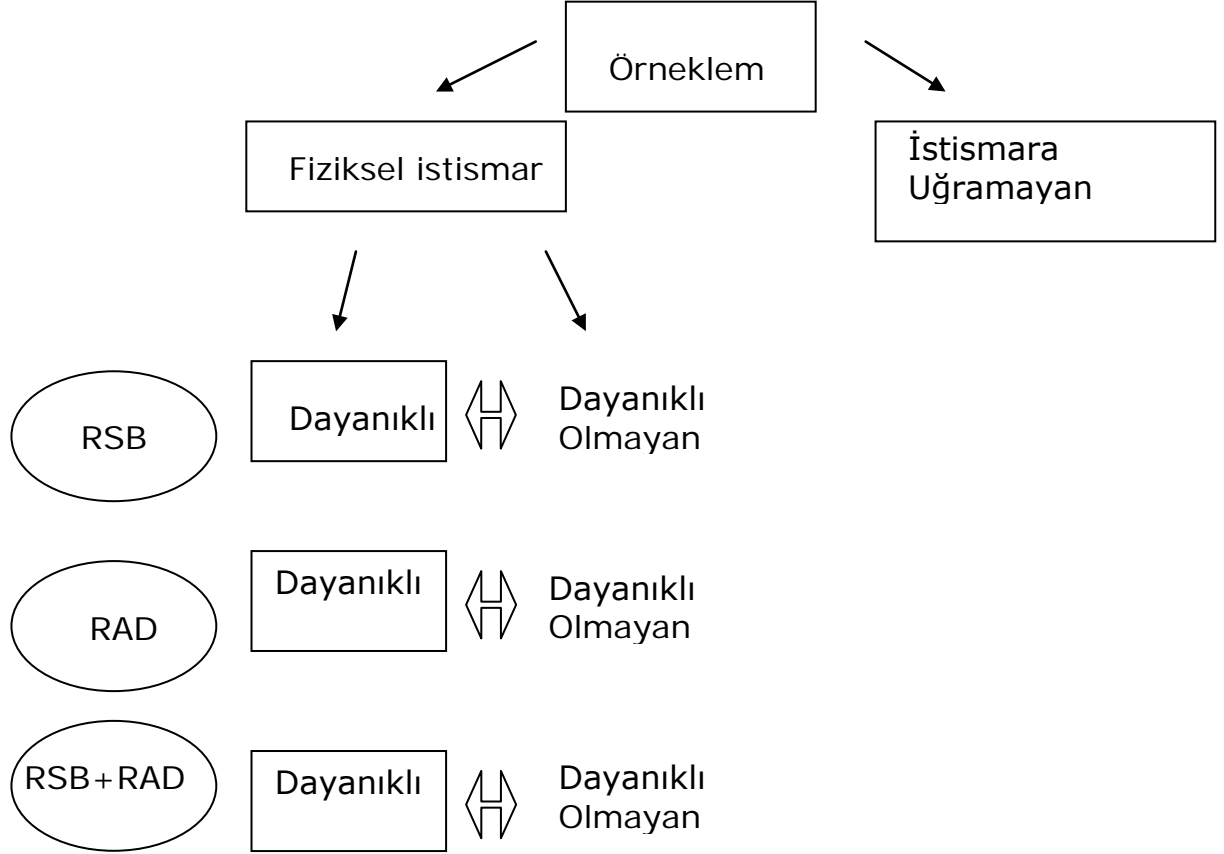 Örneklem
Fiziksel istismar
İstismara
Uğramayan
RSB
Dayanıklı
Dayanıklı
Olmayan
RAD
Dayanıklı
Dayanıklı
Olmayan
RSB+RAD
Dayanıklı
Dayanıklı
Olmayan